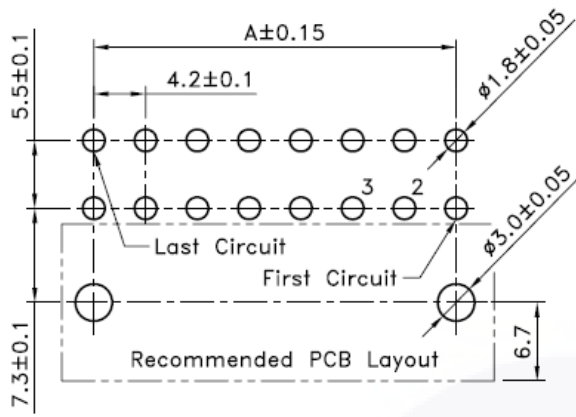 A±0.15
4.2±0.1
5.5±0.1
ø1.8±0.05
3
2
ø3.0±0.05
Last Circuit
First Circuit
7.3±0.1
6.7
Recommended PCB Layout